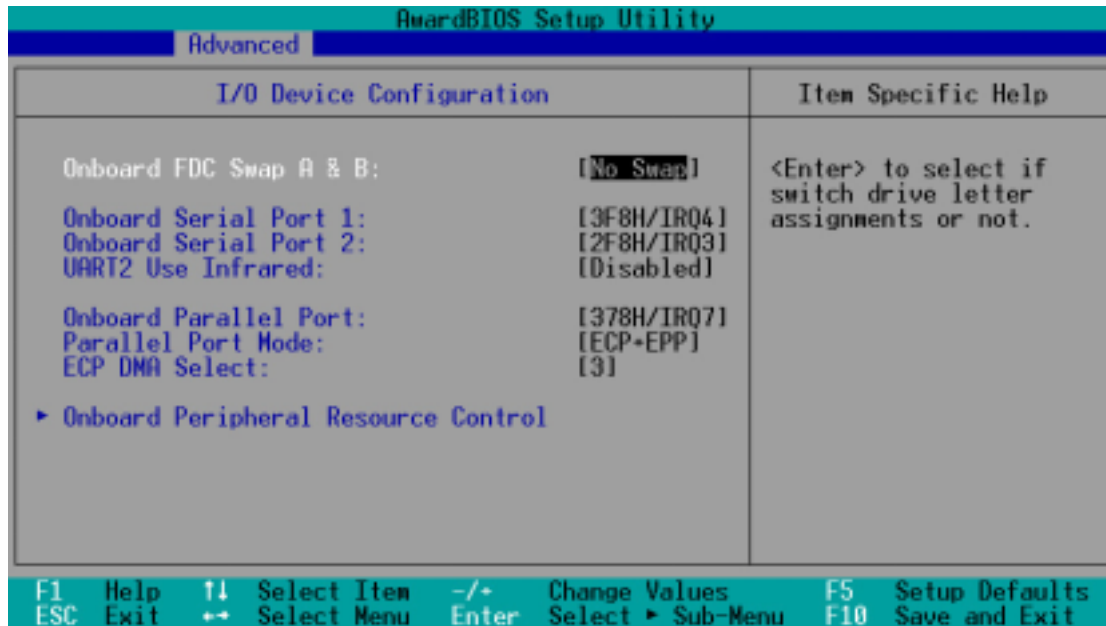 AwardBIOS Setup Utility
Advanced
I/O Device Configuration
Item Specific Help
Onboard FDC Swap A & B: [No Swap]
Onboard Serial Port 1: [3F8H/IRQ4]
Onboard Serial Port 2: [2F8H/IRQ3]
UART2 Use Infrared: [Disabled]
Onboard Parallel Port: [378H/IRQ7]
Parallel Port Mode: [ECP+EPP]
ECP DMA Select: [3]
► Onboard Peripheral Resource Control
<Enter> to select if
switch drive letter
assignments or not.
F1 Help ↑↓ Select Item -/+ Change Values F5 Setup Defaults
ESC Exit ←→ Select Menu Enter Select ► Sub-Menu F10 Save and Exit